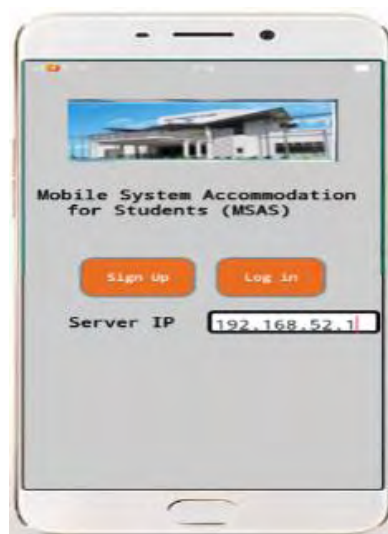 Mobile System Accommodation
for Students (MSAS)
Sign Up Log in
Server IP 192.168.52.1